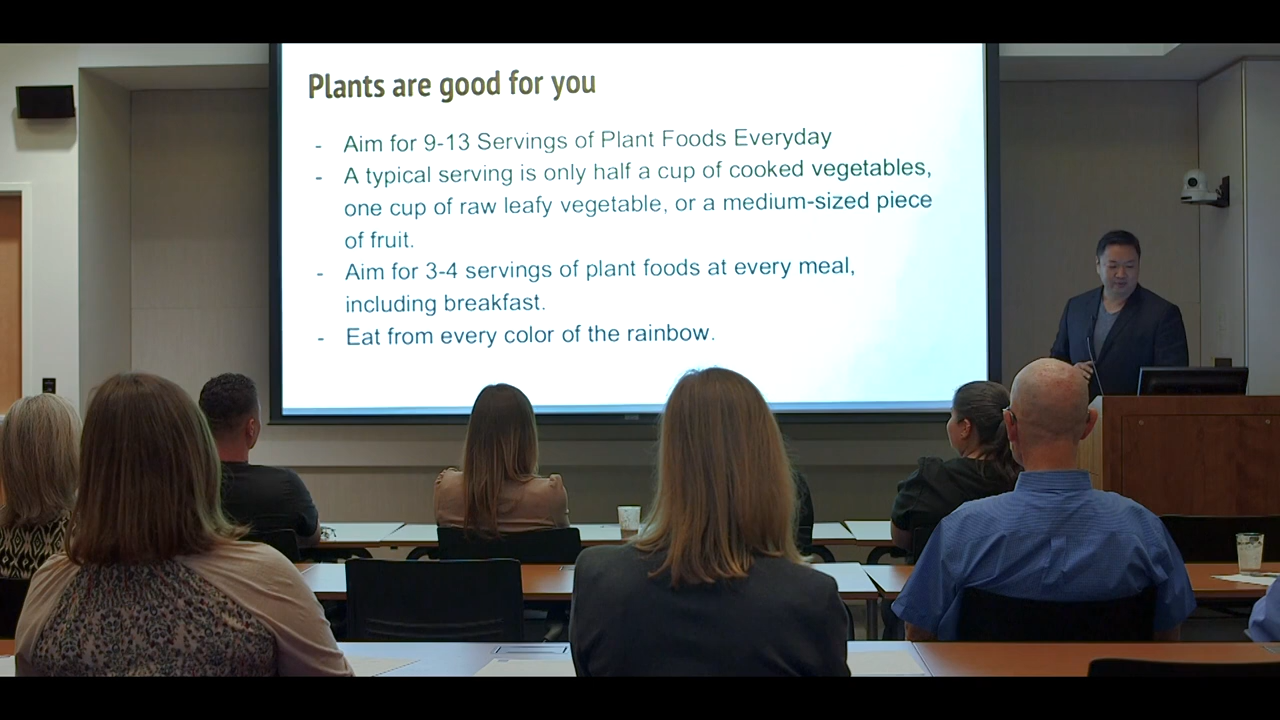 Plants are good for you
- Aim for 9-13 Servings of Plant Foods Everyday
- A typical serving is only half a cup of cooked vegetables,
one cup of raw leafy vegetable, or a medium-sized piece
of fruit.
- Aim for 3-4 servings of plant foods at every meal,
including breakfast.
- Eat from every color of the rainbow.